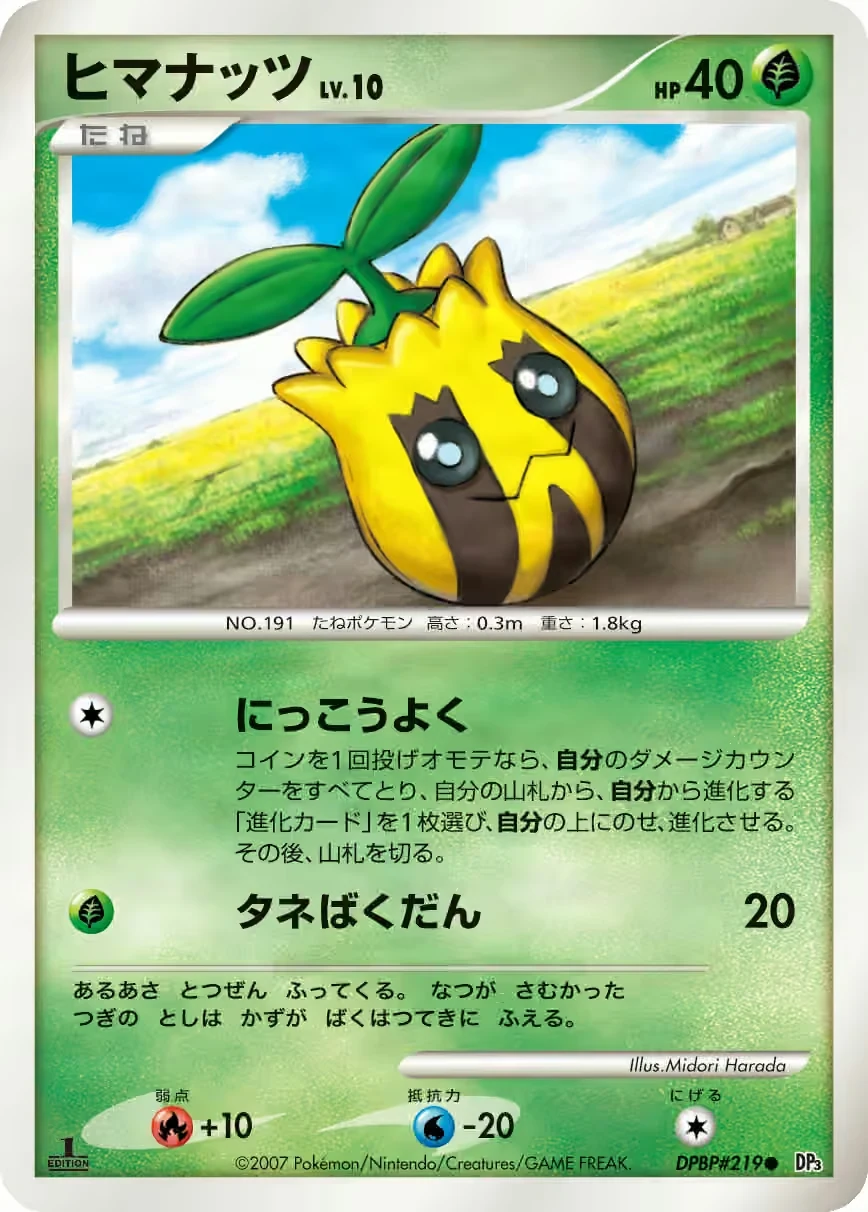 ヒマナッツ LV.10 HP 40
たね
NO.191 たねポケモン 高さ:0.3m 重さ:1.8kg
にっこうよく
コインを1回投げオモテなら、自分のダメージカウン
ターをすべてとり、自分の山札から、自分から進化する
「進化カード」を1枚選び、自分の上にのせ、進化させる。
その後、山札を切る。
タネばくだん 20
あるあさ とつぜん ふってくる。 なつが さむかった
つぎの としは かずが ばくはつてきに ふえる。
Illus.Midori Harada
弱点 抵抗力 にげる
+10 -20
1 EDITION ©2007 Pokémon/Nintendo/Creatures/GAME FREAK. DPBP#219● DP3